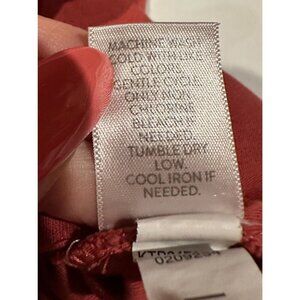 MACHINE WASH
COLD WITH LIKE
COLORS,
GENTLE CYCLE.
ONLY NON
CHLORINE
BLEACH IF
NEEDED.
TUMBLE DRY
LOW.
COOL IRON IF
NEEDED.